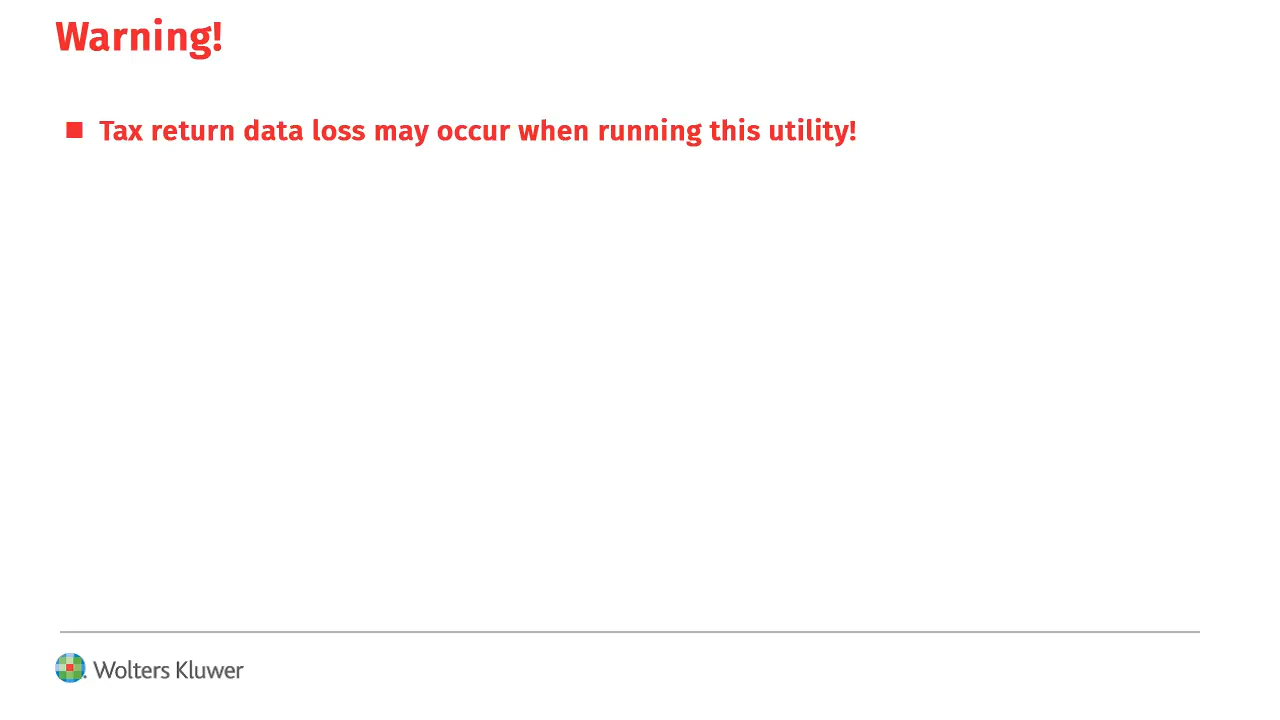 Warning!
Tax return data loss may occur when running this utility!
Wolters Kluwer